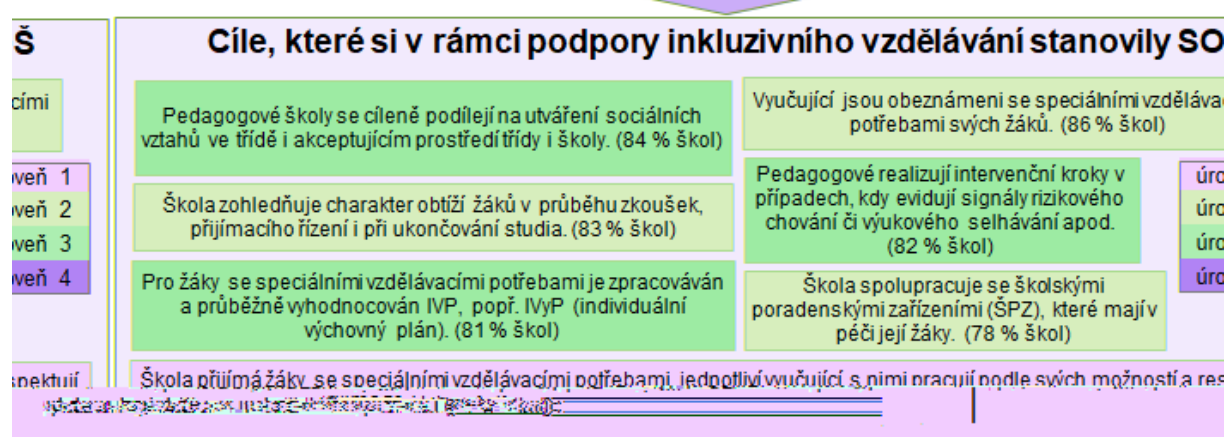 Š
Cíle, které si v rámci podpory inkluzivního vzdělávání stanovily SO
cími
Pedagogové školy se cíleně podílejí na utváření sociálních
vztahů ve třídě i akceptujícím prostředí třídy i školy. (84 % škol)
Vyučující jsou obeznámeni se speciálními vzděláva
potřebami svých žáků. (86 % škol)
oveň 1
oveň 2
oveň 3
oveň 4
Škola zohledňuje charakter obtíží žáků v průběhu zkoušek,
přijímacího řízení i při ukončování studia. (83 % škol)
Pedagogové realizují intervenční kroky v
případech, kdy evidují signály rizikového
chování či výukového selhávání apod.
(82 % škol)
úro
úro
úro
úro
Pro žáky se speciálními vzdělávacími potřebami je zpracováván
a průběžně vyhodnocován IVP, popř. IVyP (individuální
výchovný plán). (81 % škol)
Škola spolupracuje se školskými
poradenskými zařízeními (ŠPZ), které mají v
péči její žáky. (78 % škol)
spektují
Škola přijímá žáky se speciálními vzdělávacími potřebami, jednotliví vyučující s nimi pracují podle svých možností a res